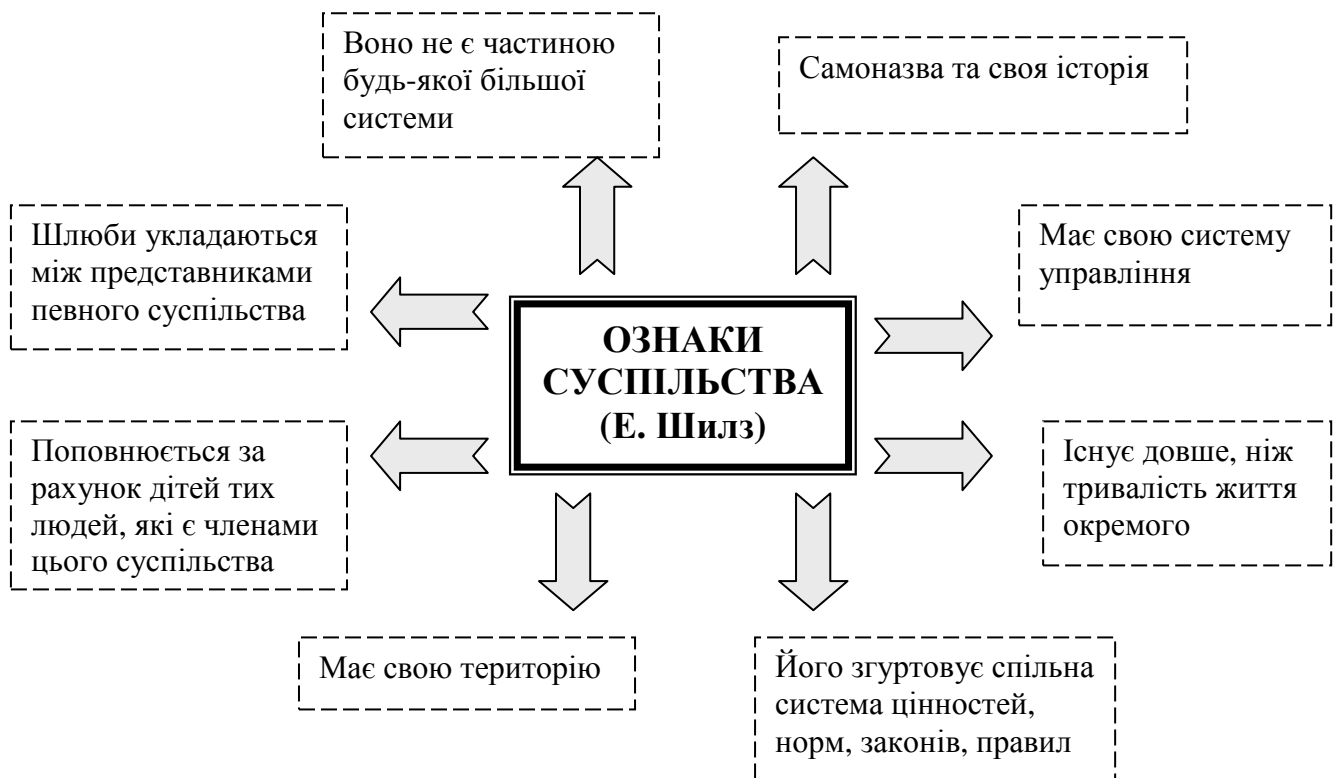 Воно не є частиною
будь-якої більшої
системи
Самоназва та своя історія
Шлюби укладаються
між представниками
певного суспільства
Має свою систему
управління
ОЗНАКИ
СУСПІЛЬСТВА
(Е. Шилз)
Поповнюється за
рахунок дітей тих
людей, які є членами
цього суспільства
Існує довше, ніж
тривалість життя
окремого
Має свою територію
Його згуртовує спільна
система цінностей,
норм, законів, правил